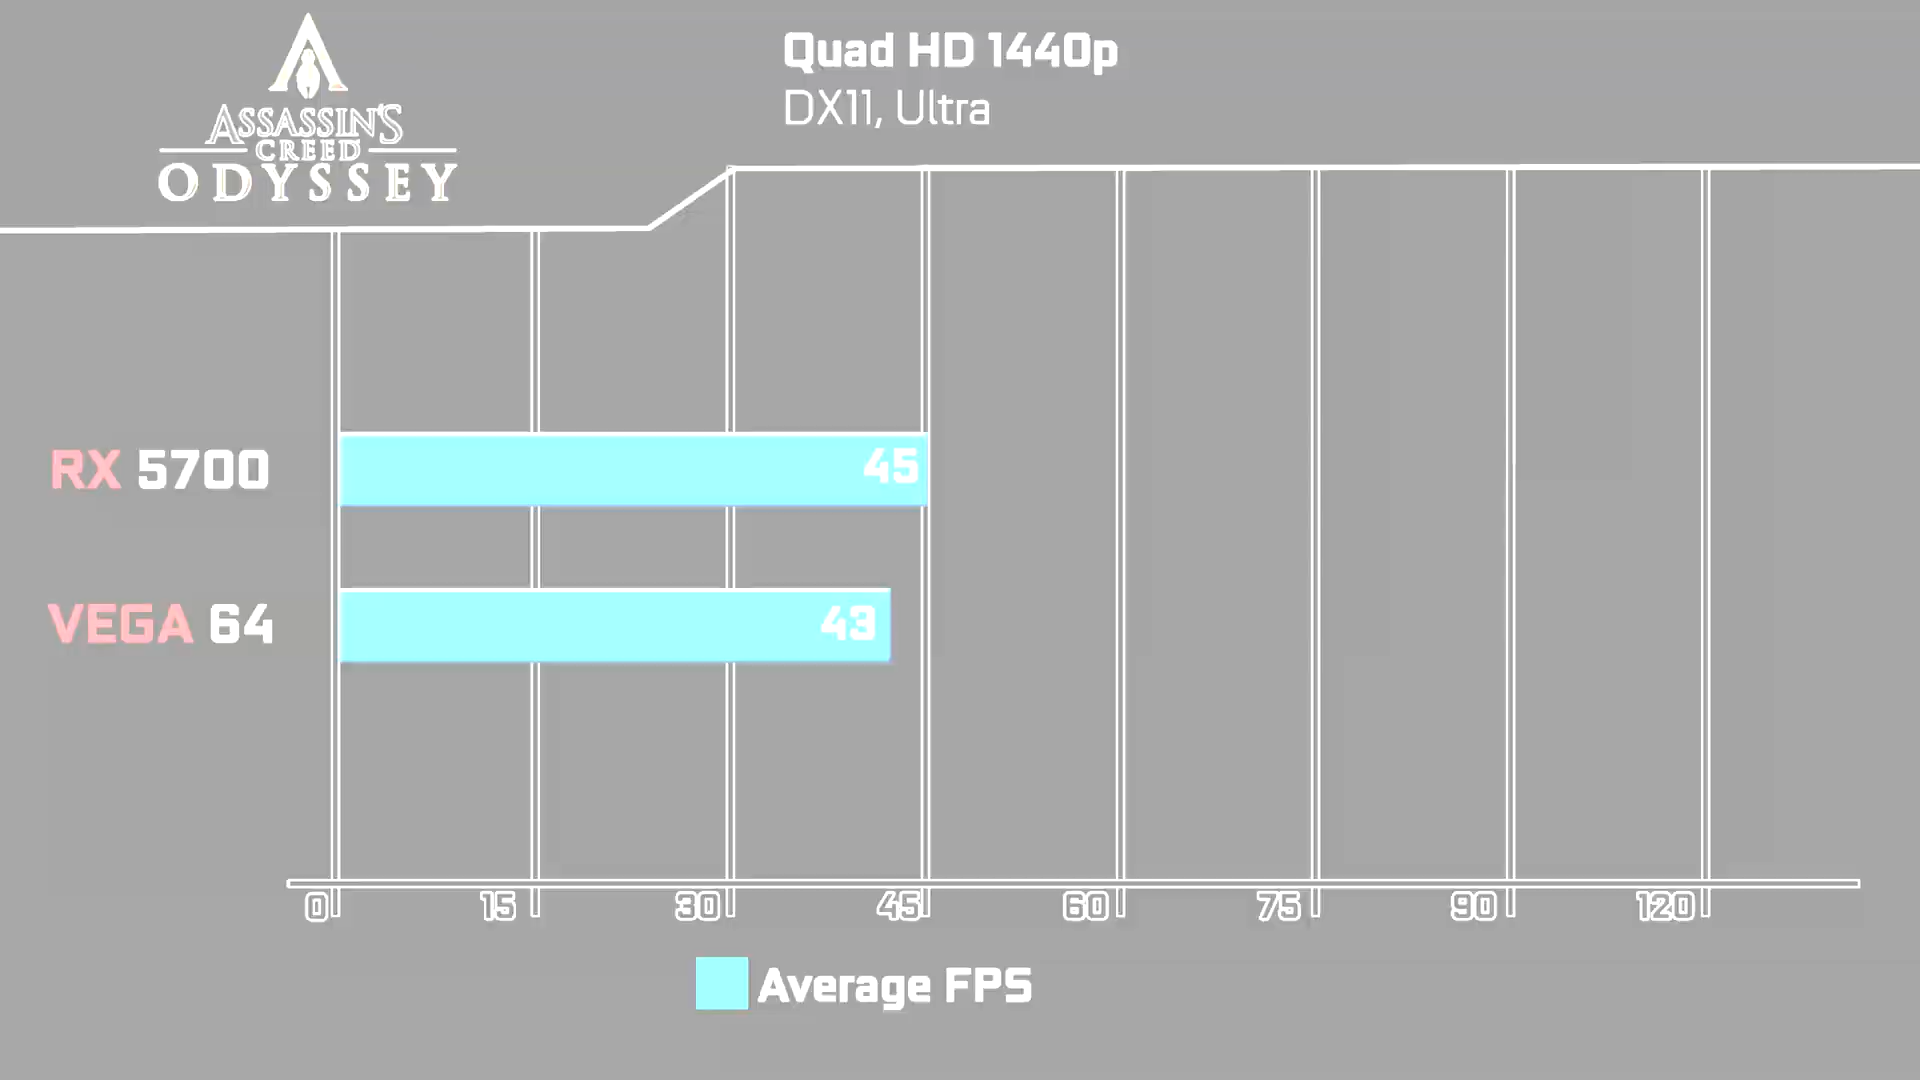 ASSASSIN'S
CREED
ODYSSEY
Quad HD 1440p
DX11, Ultra
RX 5700
45
VEGA 64
43
0 15 30 45 60 75 90 120
Average FPS